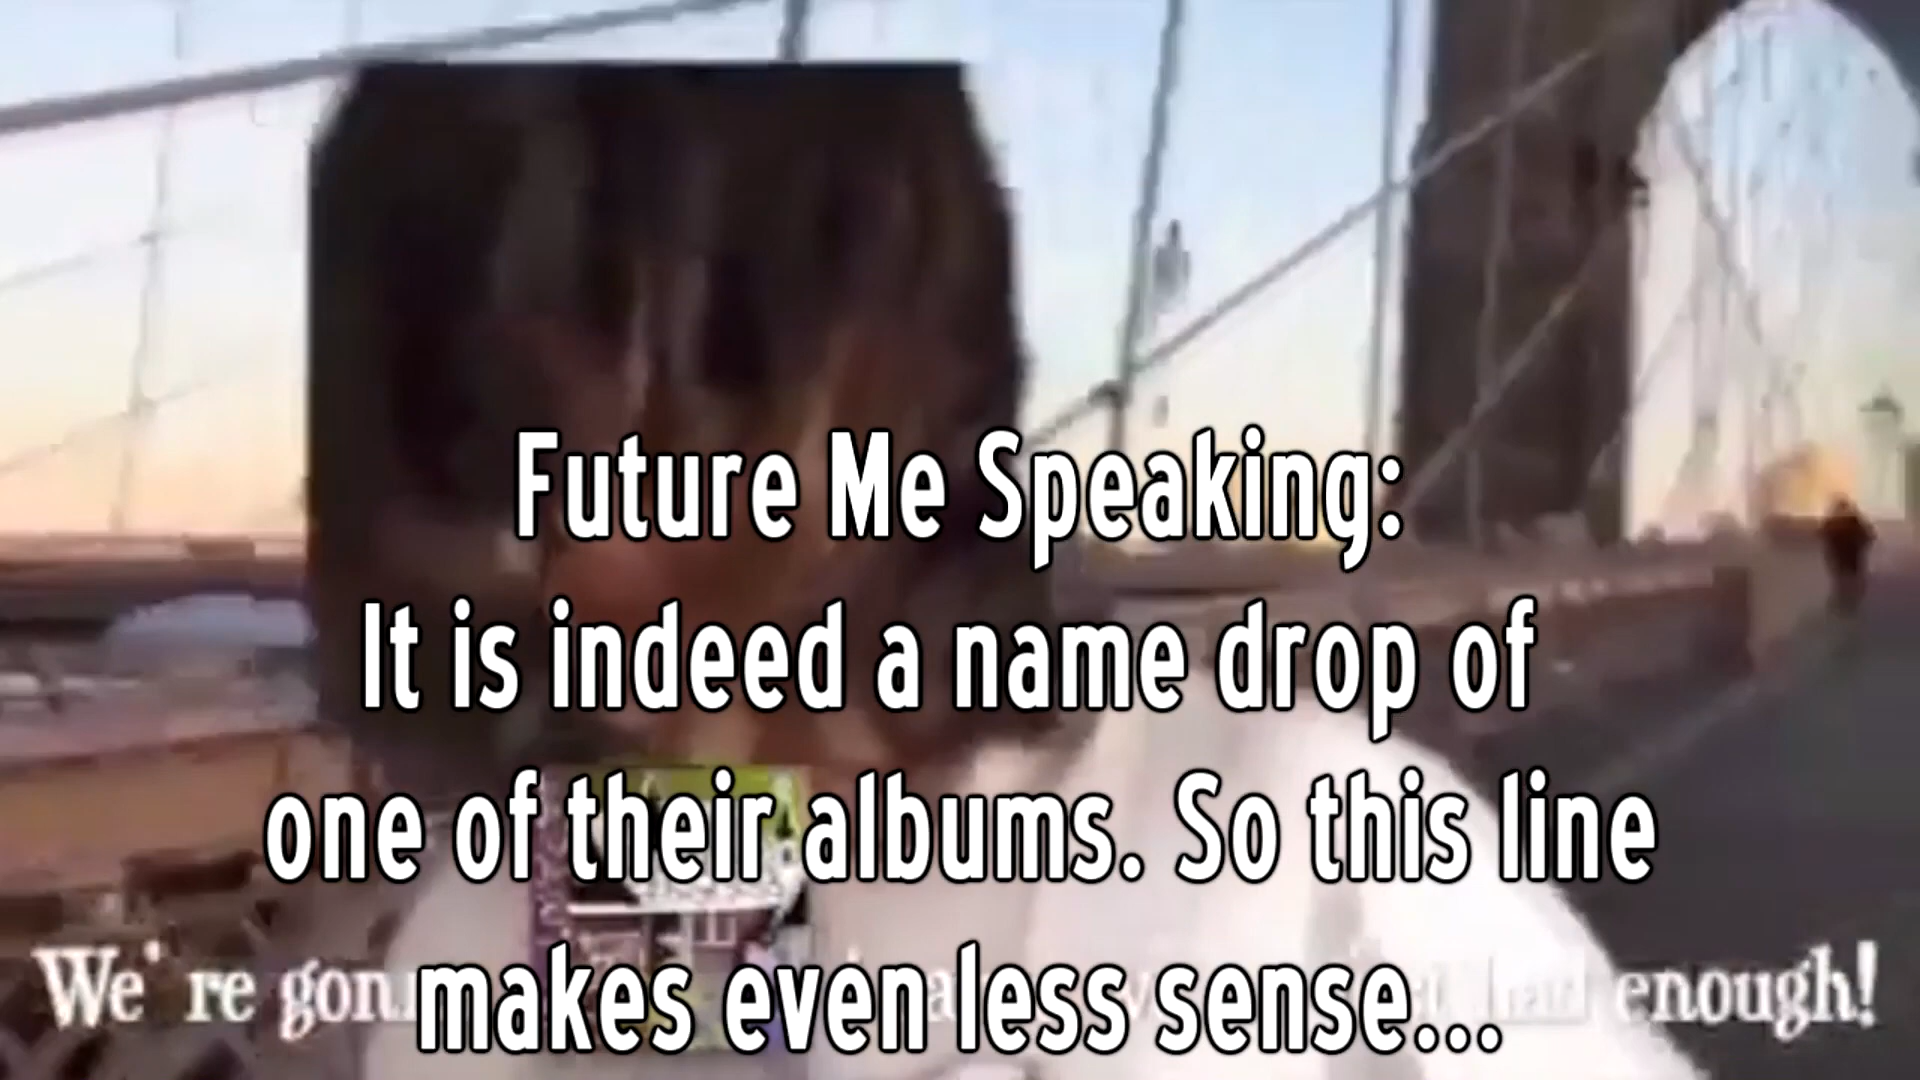 Future Me Speaking:
It is indeed a name drop of
one of their albums. So this line
makes even less sense...
We're enough!